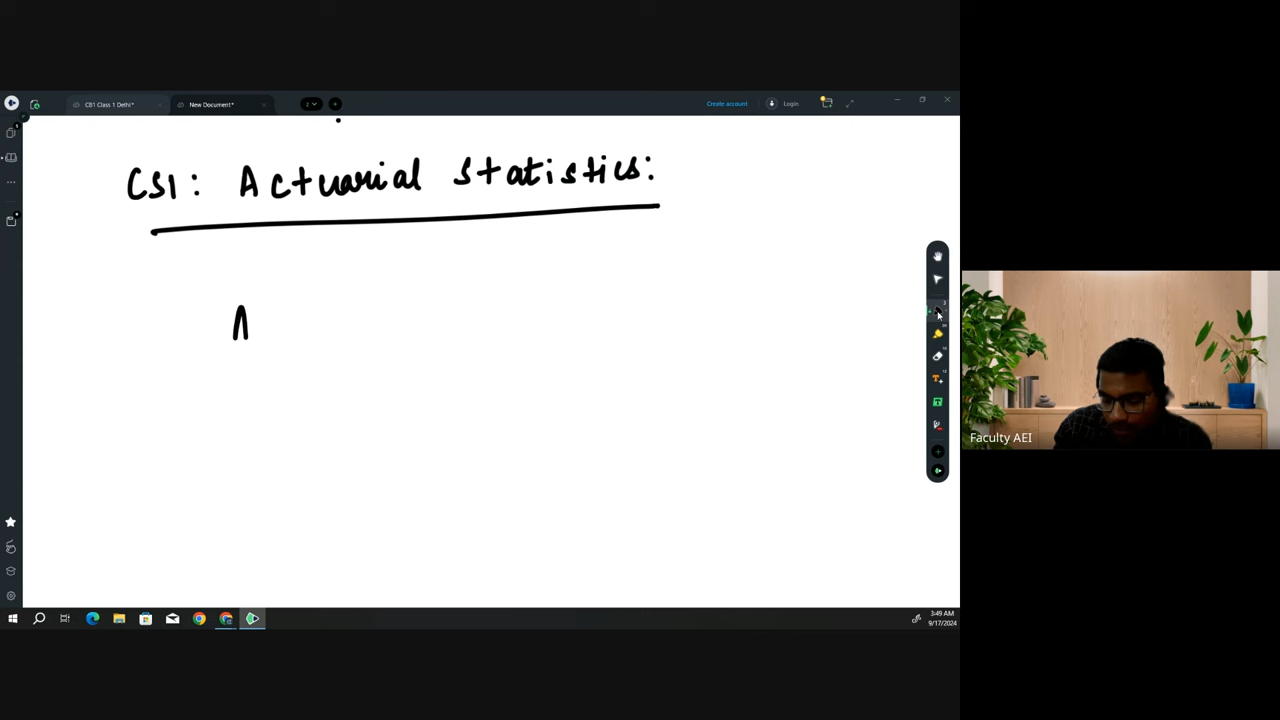 CB1 Class 1 Delhi*
New Document*
2
Create account
Login
CS1: Actuarial Statistics:
Faculty AEI
3:49 AM
9/17/2024